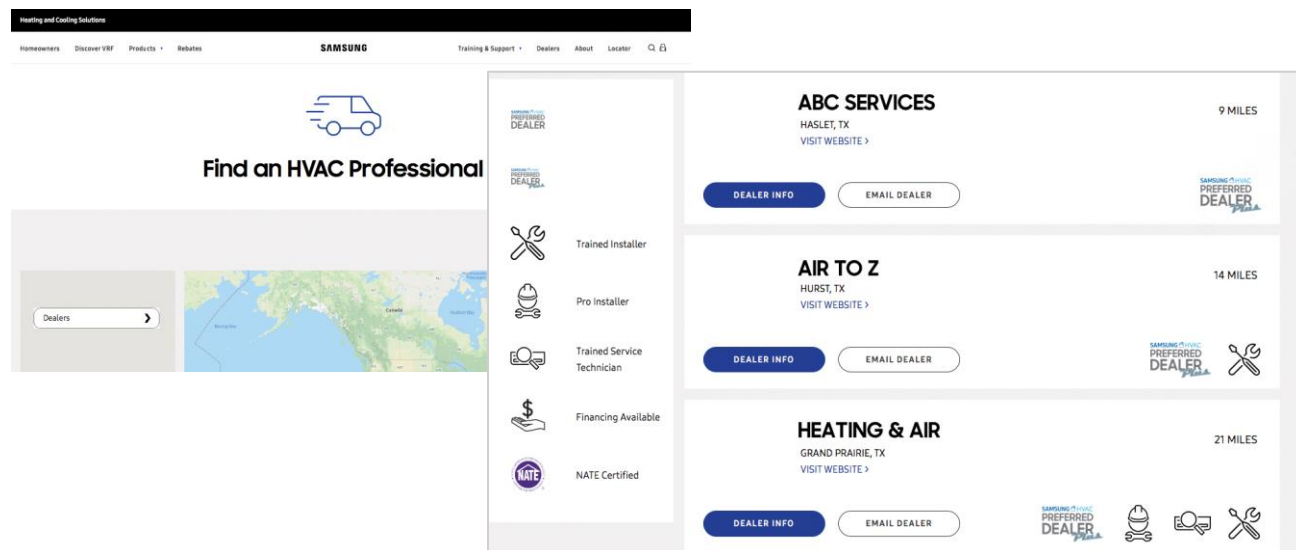 Heating and Cooling Solutions
Homeowners Discover VRF Products Rebates SAMSUNG Training & Support Dealers About Locator
Find an HVAC Professional
Dealers
Canada
SAMSUNG HVAC
PREFERRED
DEALER
SAMSUNG HVAC
PREFERRED
DEALER
Plus
Trained Installer
Pro Installer
Trained Service
Technician
$
Financing Available
NATE
NATE Certified
ABC SERVICES
9 MILES
HASLET, TX
VISIT WEBSITE >
DEALER INFO EMAIL DEALER
SAMSUNG HVAC
PREFERRED
DEALER
Plus
AIR TO Z
14 MILES
HURST, TX
VISIT WEBSITE >
DEALER INFO EMAIL DEALER
SAMSUNG HVAC
PREFERRED
DEALER
Plus
HEATING & AIR
21 MILES
GRAND PRAIRIE, TX
VISIT WEBSITE >
DEALER INFO EMAIL DEALER
SAMSUNG HVAC
PREFERRED
DEALER
Plus